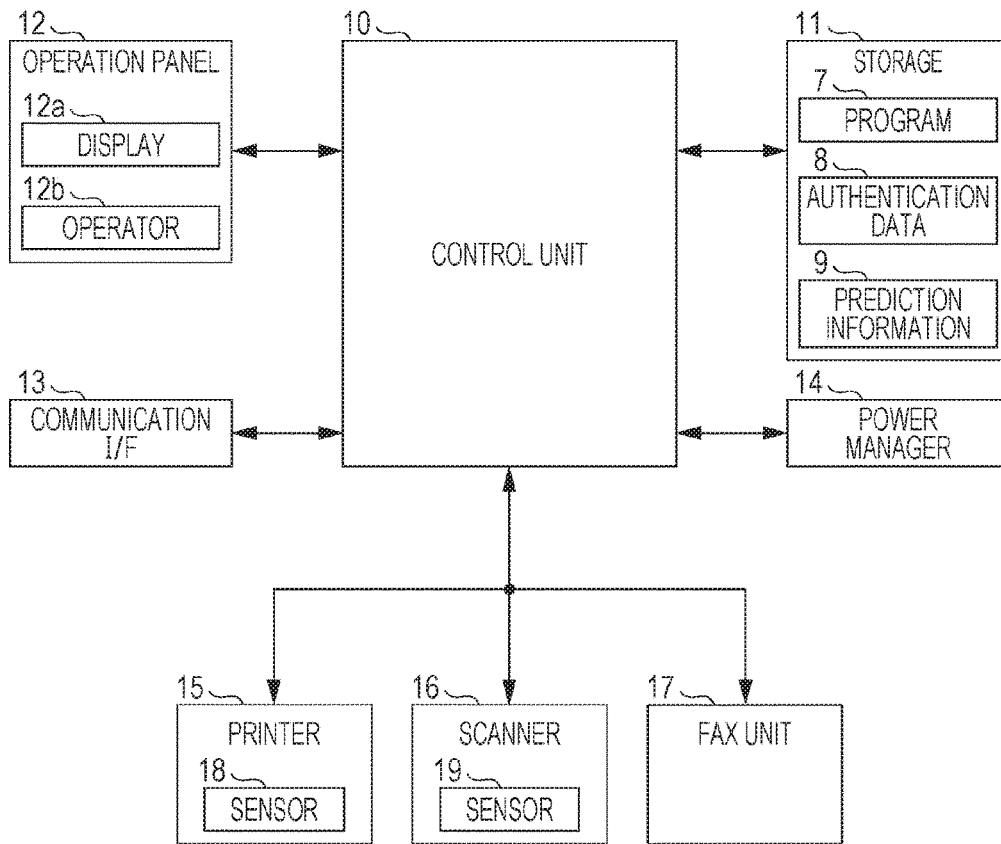 12
OPERATION PANEL
12a
DISPLAY
12b
OPERATOR
10
CONTROL UNIT
11
STORAGE
7
PROGRAM
8
AUTHENTICATION
DATA
9
PREDICTION
INFORMATION
13
COMMUNICATION
I/F
14
POWER
MANAGER
15
PRINTER
18
SENSOR
16
SCANNER
19
SENSOR
17
FAX UNIT